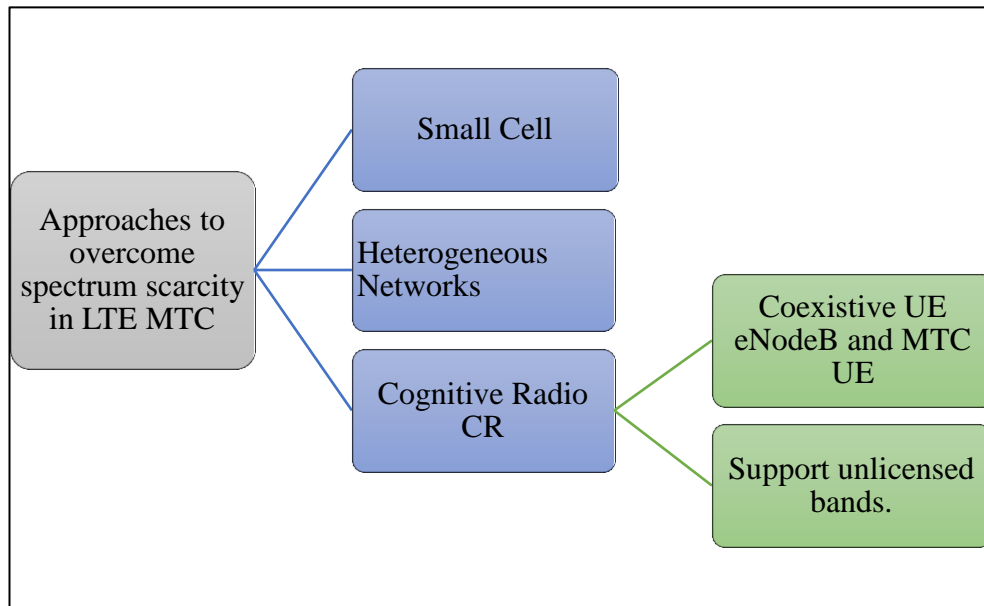 Approaches to
overcome
spectrum scarcity
in LTE MTC
Small Cell
Heterogeneous
Networks
Cognitive Radio
CR
Coexistive UE
eNodeB and MTC
UE
Support unlicensed
bands.